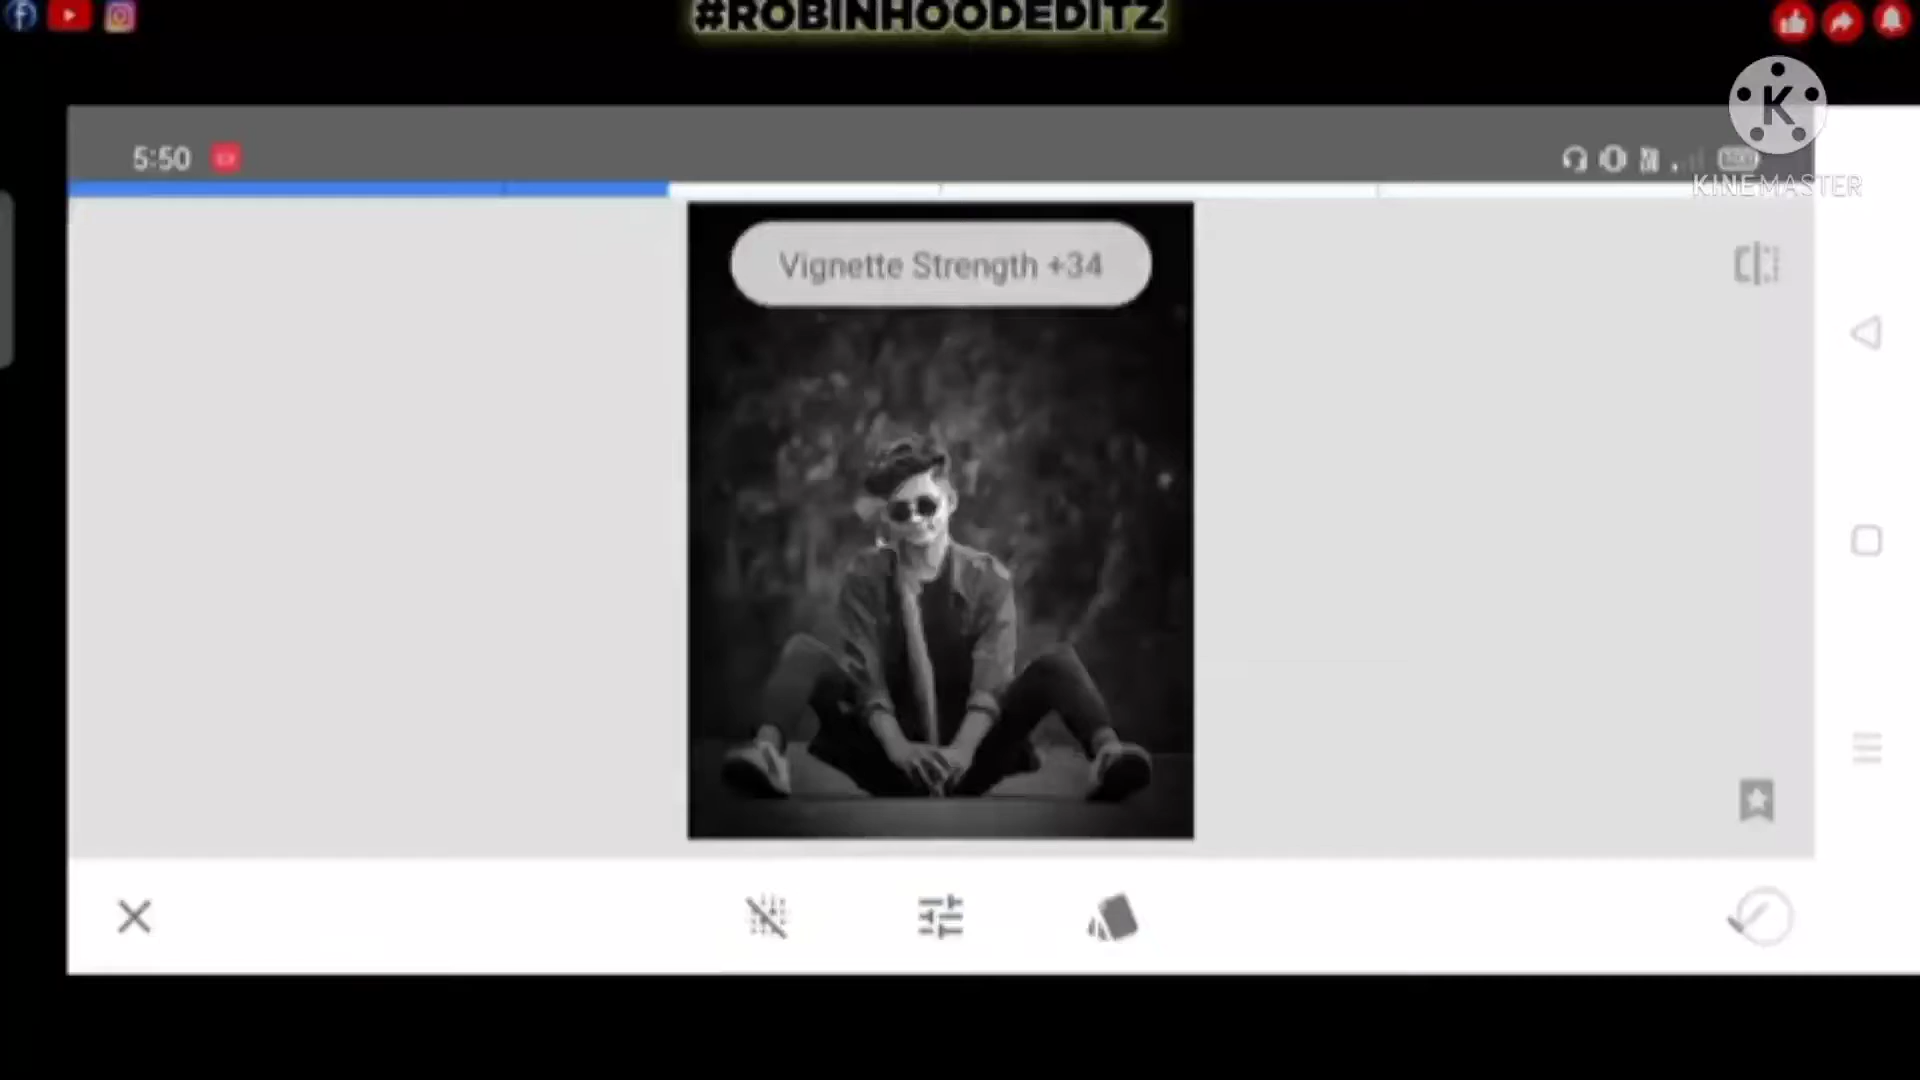 #ROBINHOODEDITZ
K
5:50
KINEMASTER
Vignette Strength +34